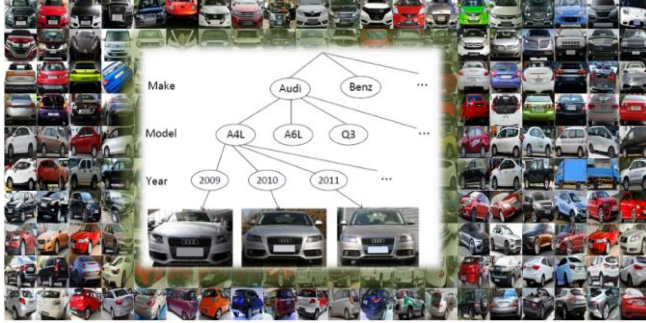 Make
Audi
Benz
...
Model
A4L
A6L
Q3
...
Year
2009
2010
2011
...